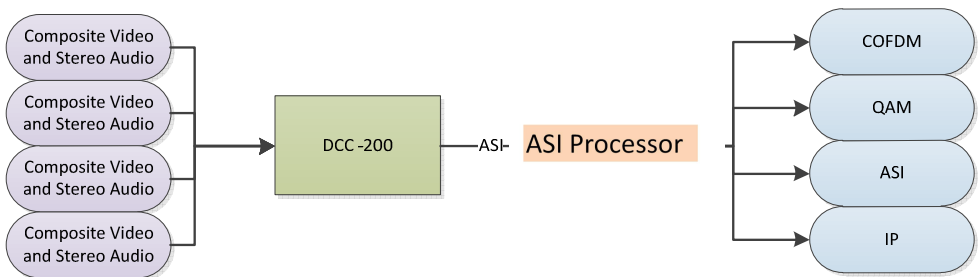 Composite Video
and Stereo Audio
Composite Video
and Stereo Audio
Composite Video
and Stereo Audio
Composite Video
and Stereo Audio
DCC -200
ASI
ASI Processor
COFDM
QAM
ASI
IP